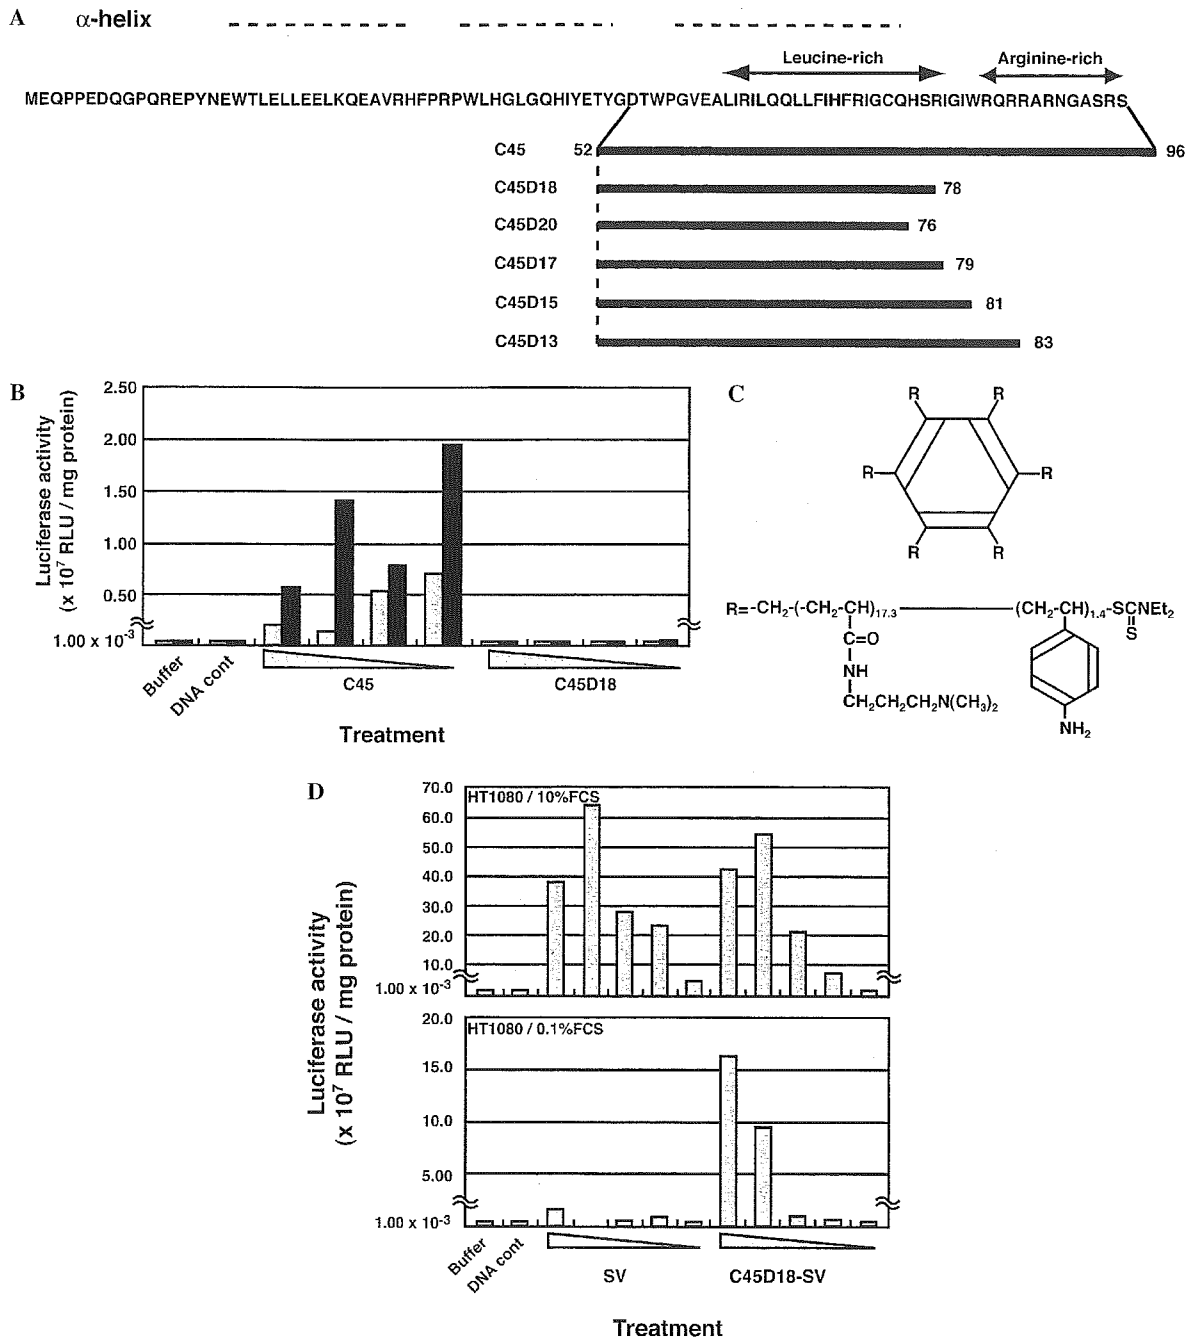 A α-helix
Leucine-rich Arginine-rich
MEQPPEDQGPQREPYNEWTLELLEELKQEAVRHFPRPWLHGLGQHIYETYGDTWPGVEALIRILQQLLFIHFRIGCQHSRIGIWRQRRARNGASRS
C45 52 96
C45D18 78
C45D20 76
C45D17 79
C45D15 81
C45D13 83
B
Luciferase activity
(x 10⁷ RLU / mg protein)
2.50
2.00
1.50
1.00
0.50
1.00 x 10⁻³
Buffer
DNA cont
C45
C45D18
Treatment
C
R R
R R
R R
R=-CH₂-(-CH₂-CH)17.3 (CH₂-CH)1.4-SCNEt₂
C=O
S
NH
CH₂CH₂CH₂N(CH₃)₂
NH₂
D
Luciferase activity
(x 10⁷ RLU / mg protein)
HT1080 / 10%FCS
70.0
60.0
50.0
40.0
30.0
20.0
10.0
1.00 x 10⁻³
HT1080 / 0.1%FCS
20.0
15.0
10.0
5.00
1.00 x 10⁻³
Buffer
DNA cont
SV
C45D18-SV
Treatment